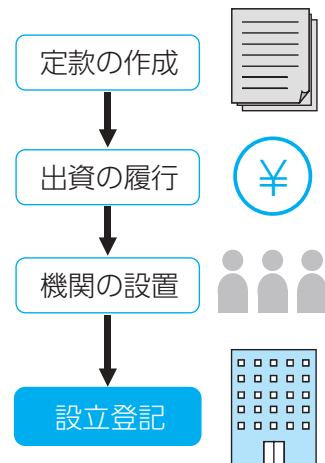 定款の作成
出資の履行
¥
機関の設置
設立登記